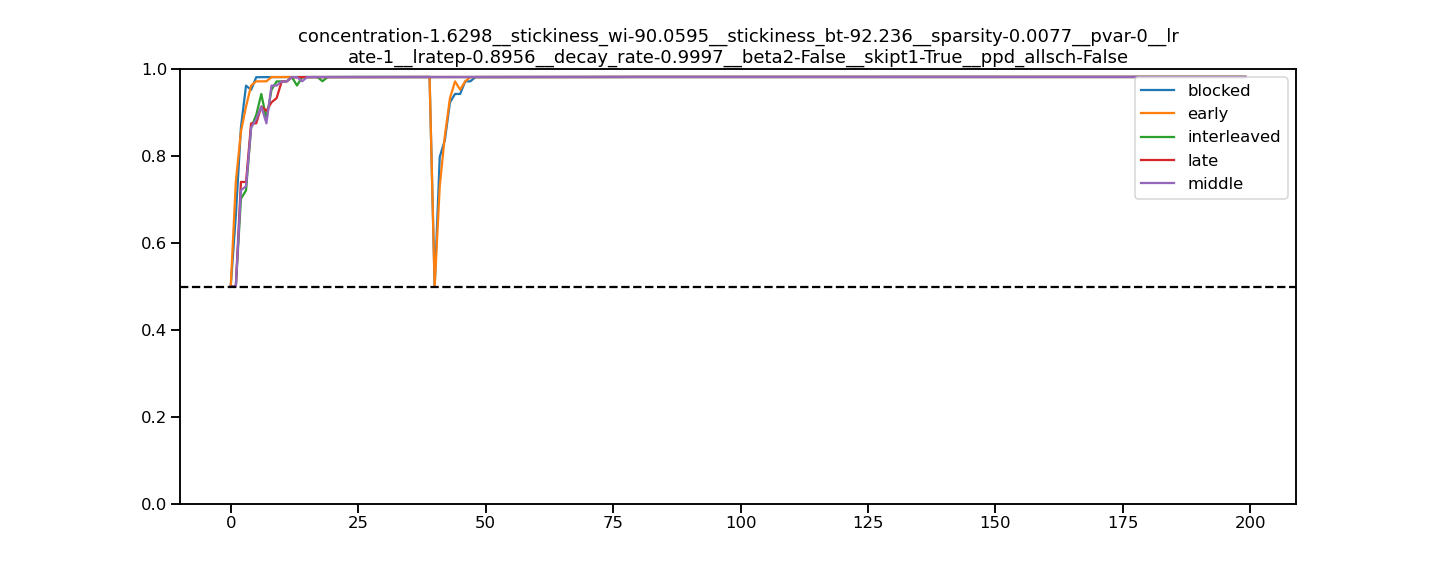 concentration-1.6298__stickiness_wi-90.0595__stickiness_bt-92.236__sparsity-0.0077__pvar-0__lr
ate-1__lratep-0.8956__decay_rate-0.9997__beta2-False__skipt1-True__ppd_allsch-False
1.0
0.8
0.6
0.4
0.2
0.0
0 25 50 75 100 125 150 175 200
blocked
early
interleaved
late
middle